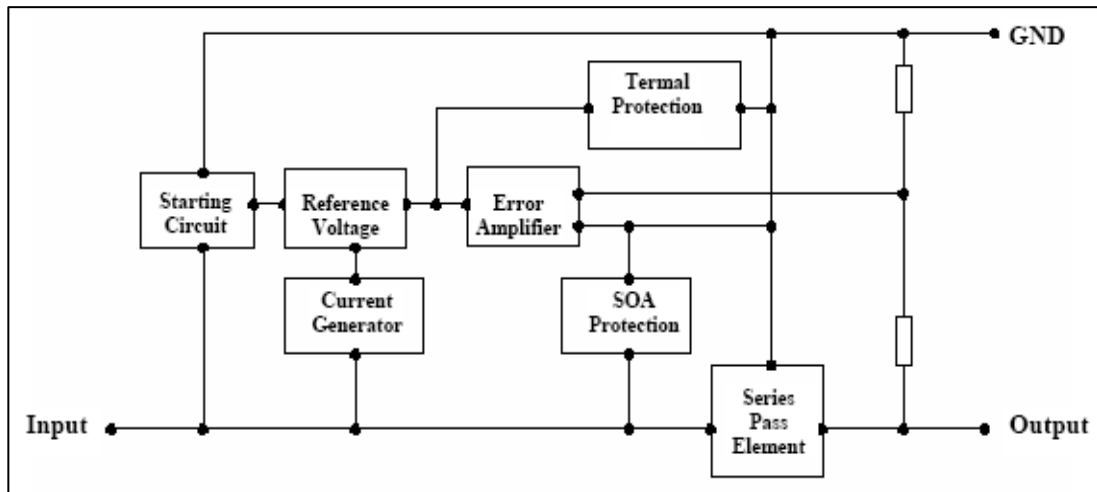 GND
Termal
Protection
Starting
Circuit
Reference
Voltage
Error
Amplifier
Current
Generator
SOA
Protection
Input
Series
Pass
Element
Output